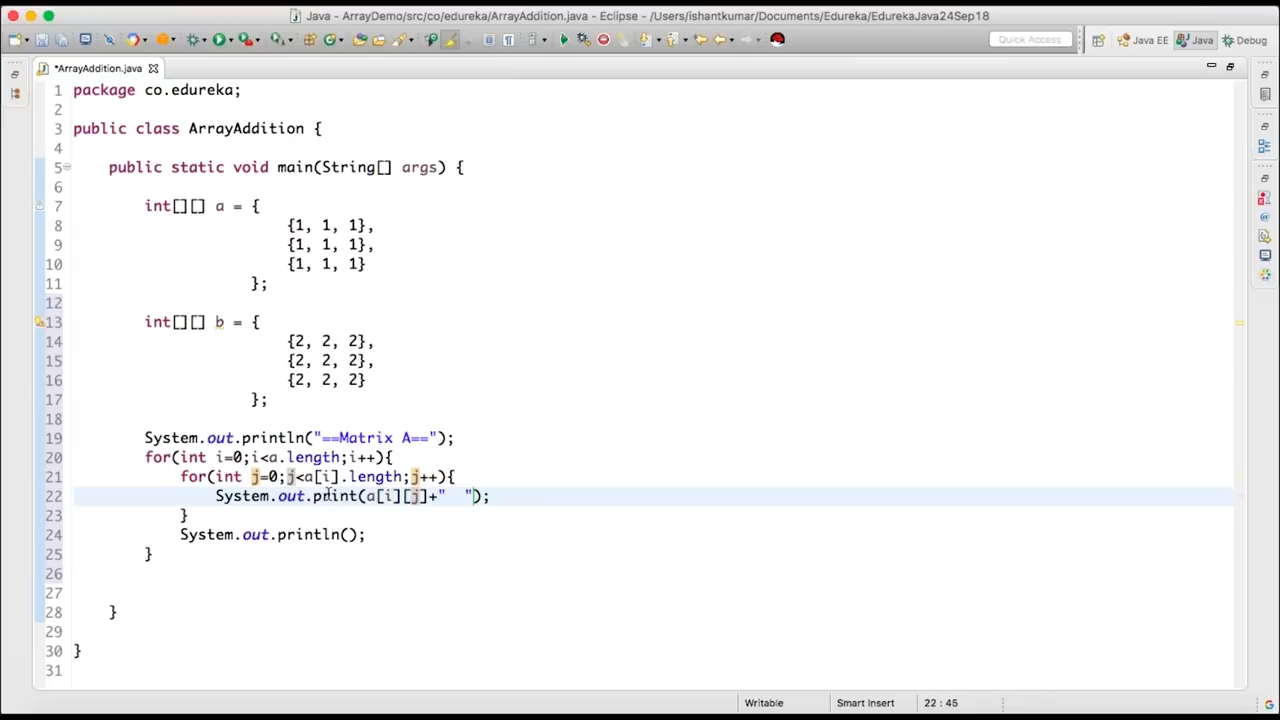 Java - ArrayDemo/src/co/edureka/ArrayAddition.java - Eclipse - /Users/ishantkumar/Documents/Edureka/EdurekaJava24Sep18
Quick Access
Java EE
Java
Debug
*ArrayAddition.java
1 package co.edureka;
2
3 public class ArrayAddition {
4
5 public static void main(String[] args) {
6
7 int[][] a = {
8 {1, 1, 1},
9 {1, 1, 1},
10 {1, 1, 1}
11 };
12
13 int[][] b = {
14 {2, 2, 2},
15 {2, 2, 2},
16 {2, 2, 2}
17 };
18
19 System.out.println("==Matrix A==");
20 for(int i=0;i<a.length;i++){
21 for(int j=0;j<a[i].length;j++){
22 System.out.print(a[i][j]+"  ");
23 }
24 System.out.println();
25 }
26
27
28 }
29
30 }
31
Writable
Smart Insert
22 : 45